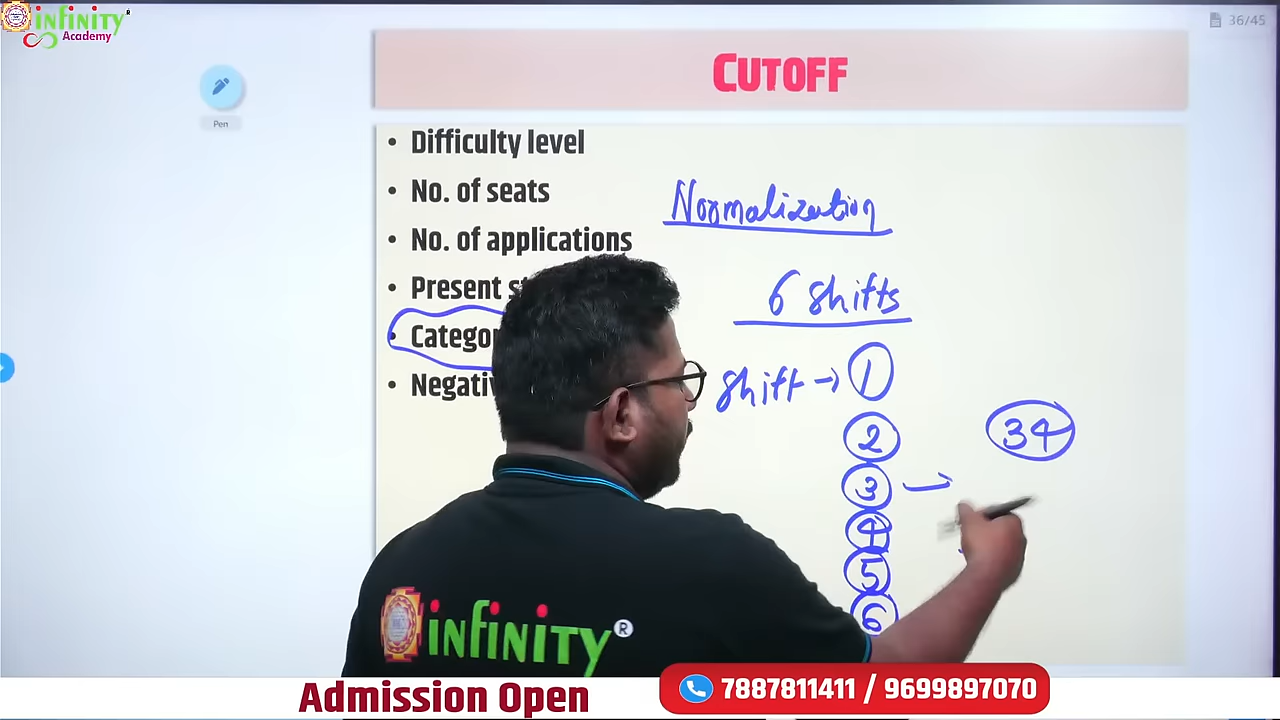 infinity
Academy
36/45
Pen
CUTOFF
• Difficulty level
• No. of seats
• No. of applications
• Present
• Catego
• Negativ
Normalization
6 Shifts
Shift → 1
2
3
4
5
6
34
infinity®
Admission Open
7887811411 / 9699897070